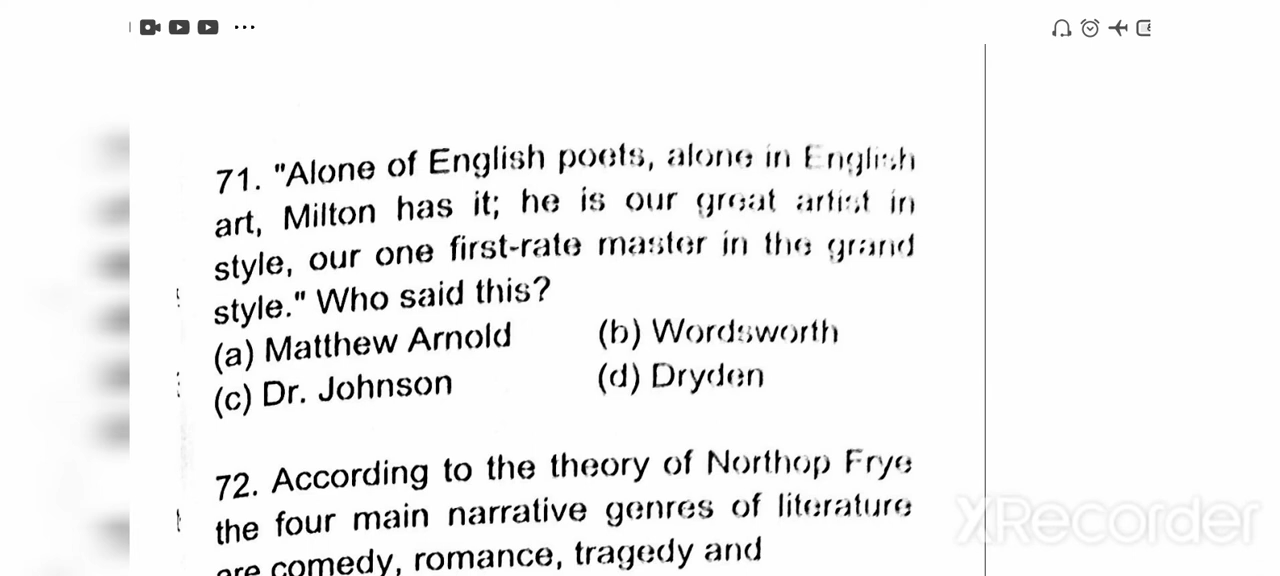 71. "Alone of English poets, alone in English
art, Milton has it; he is our great artist in
style, our one first-rate master in the grand
style." Who said this?
(a) Matthew Arnold (b) Wordsworth
(c) Dr. Johnson (d) Dryden
72. According to the theory of Northop Frye
the four main narrative genres of literature
are comedy, romance, tragedy and
XRecorder